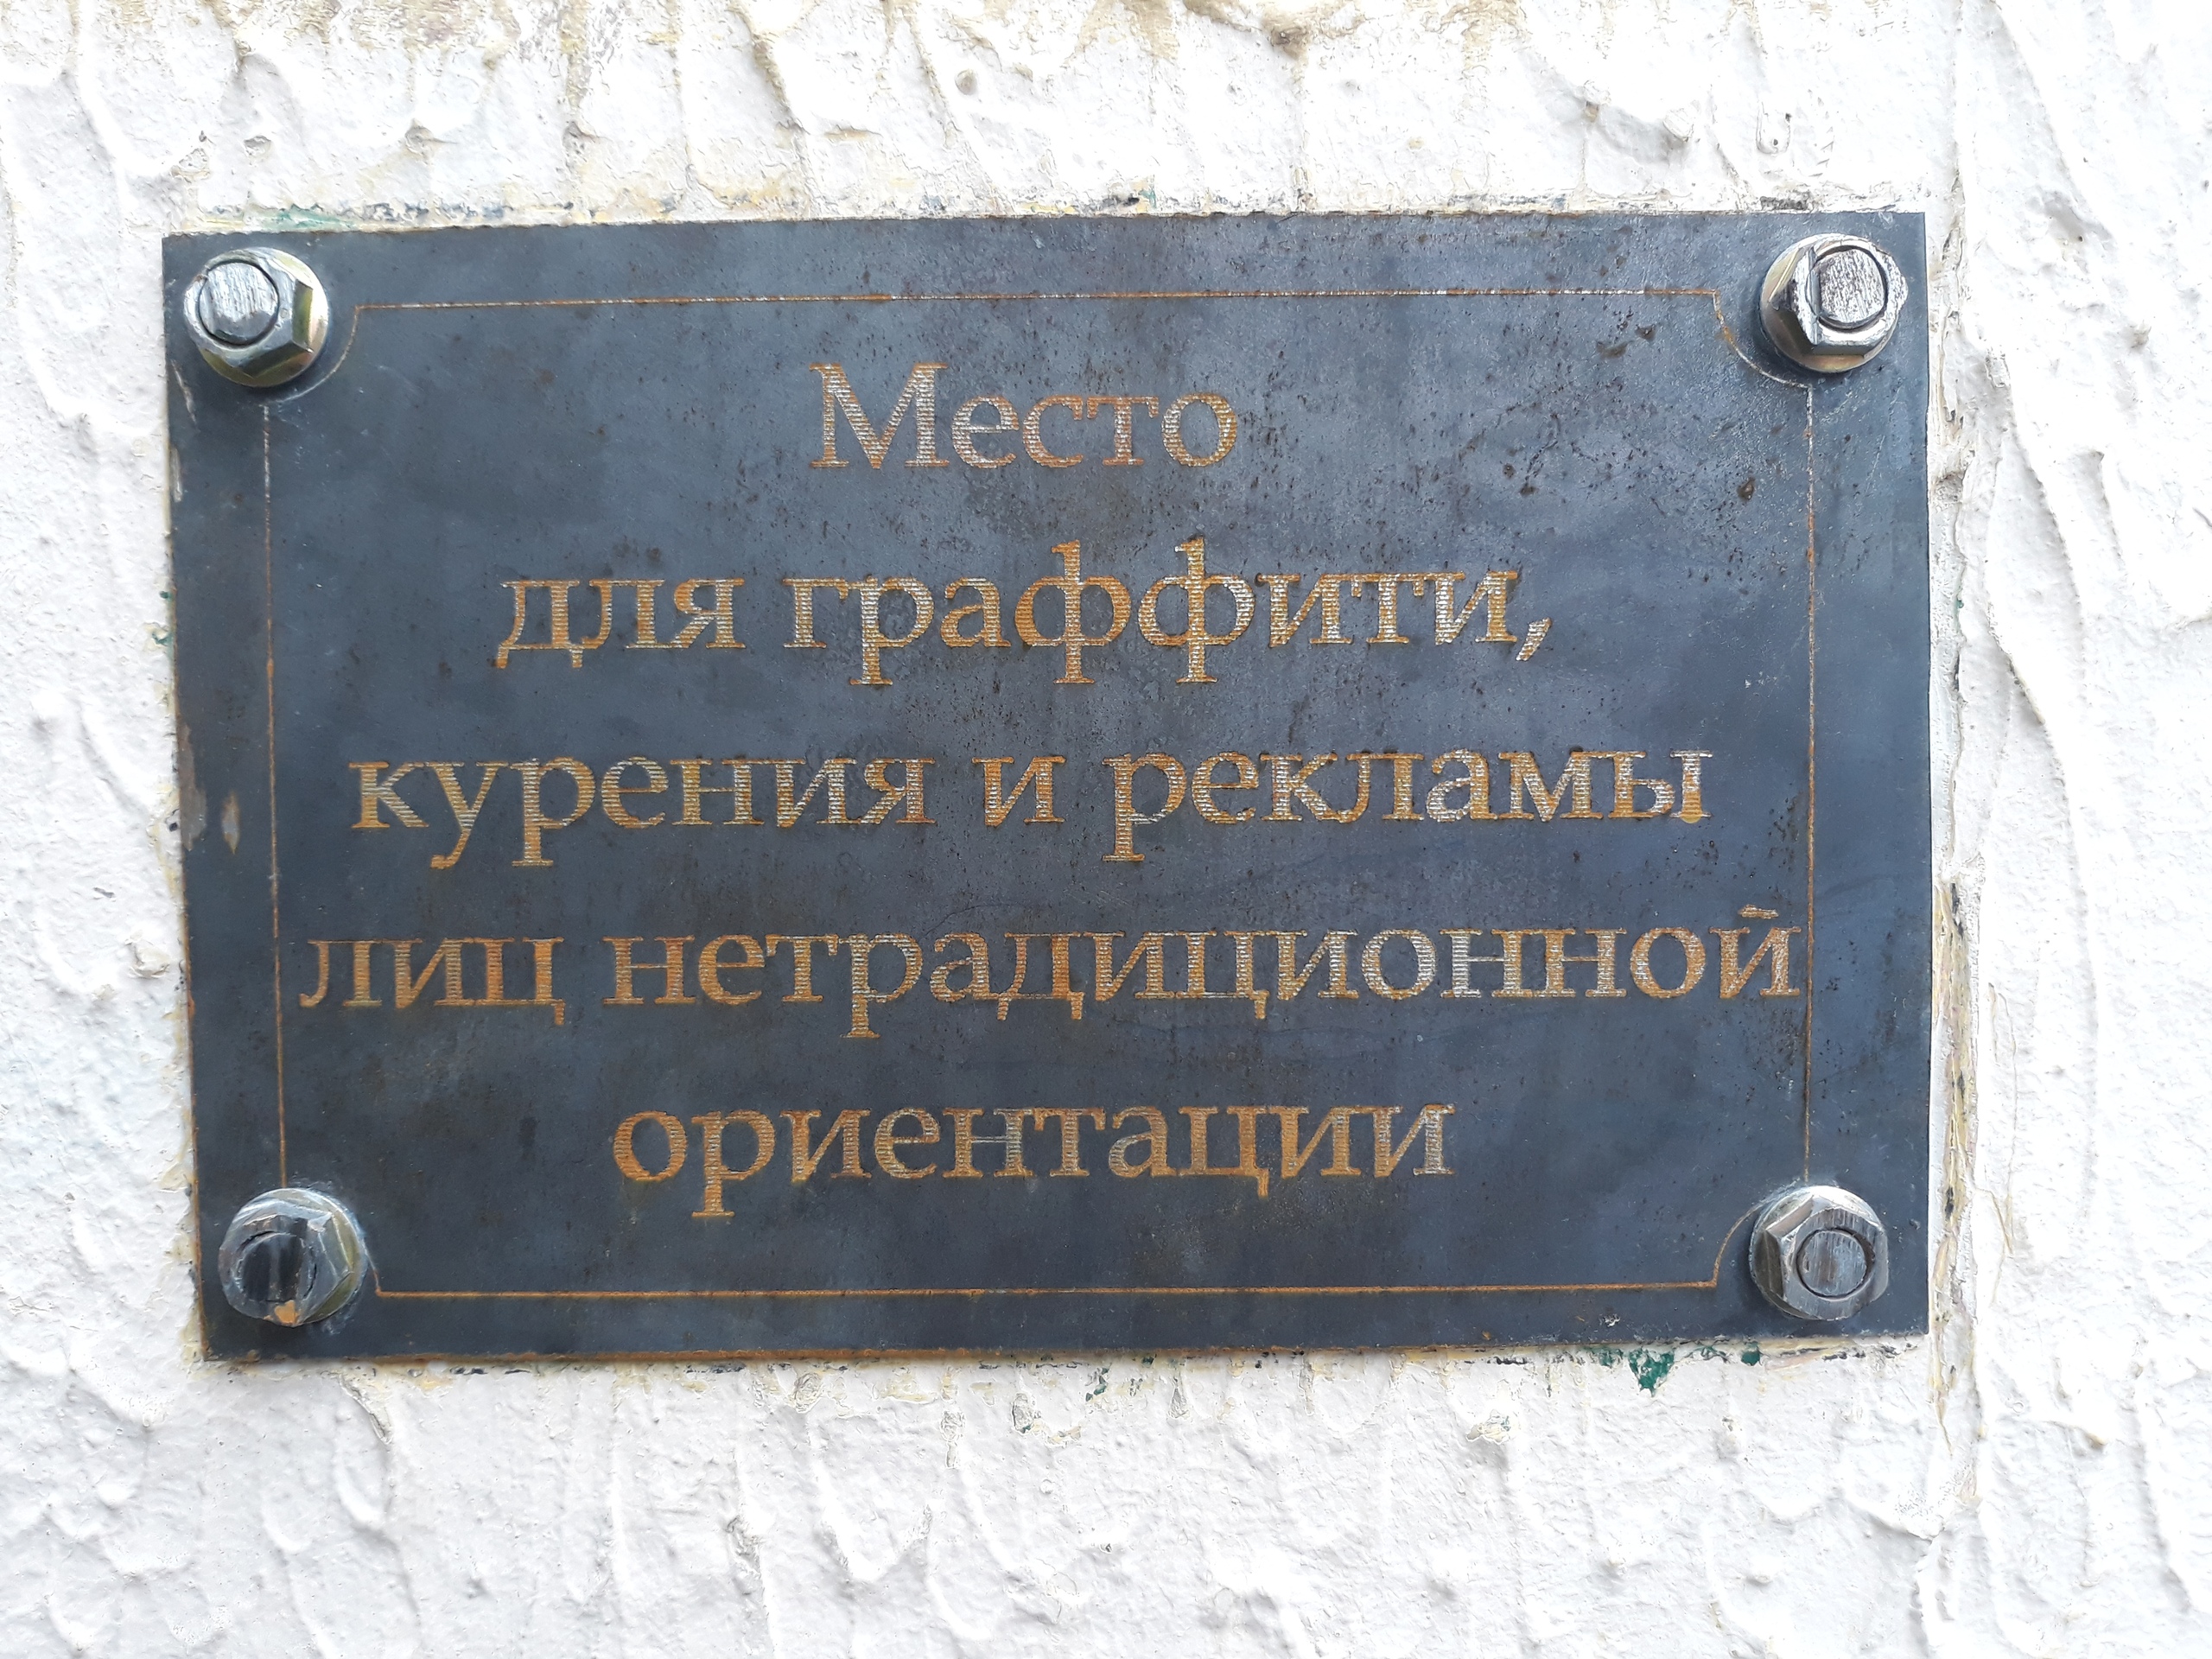 Место
для граффити,
курения и рекламы
лиц нетрадиционной
ориентации